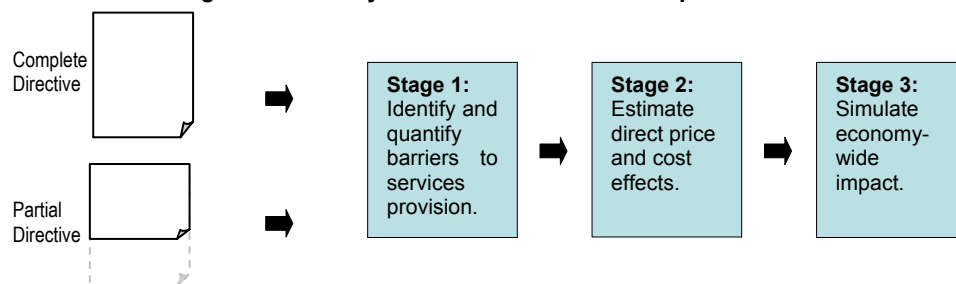 Complete
Directive
Partial
Directive
Stage 1:
Identify and
quantify
barriers to
services
provision.
Stage 2:
Estimate
direct price
and cost
effects.
Stage 3:
Simulate
economy-
wide
impact.